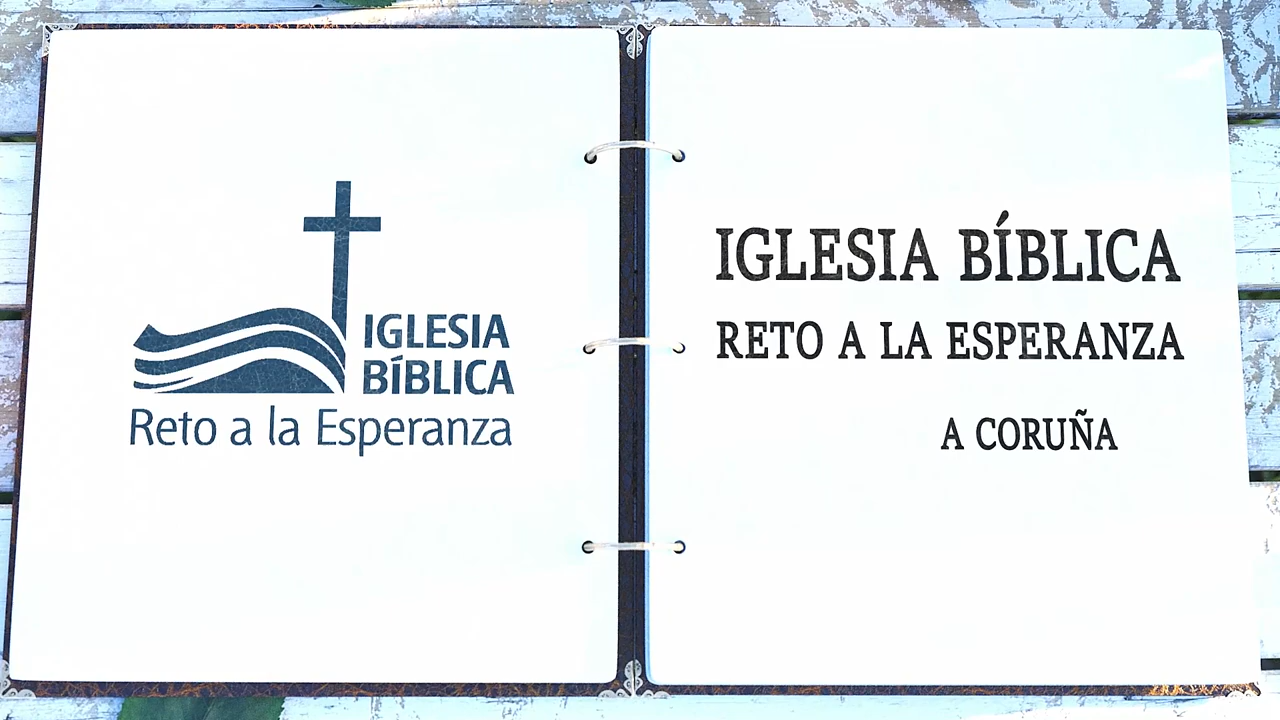 IGLESIA
BÍBLICA
Reto a la Esperanza
IGLESIA BÍBLICA
RETO A LA ESPERANZA
A CORUÑA